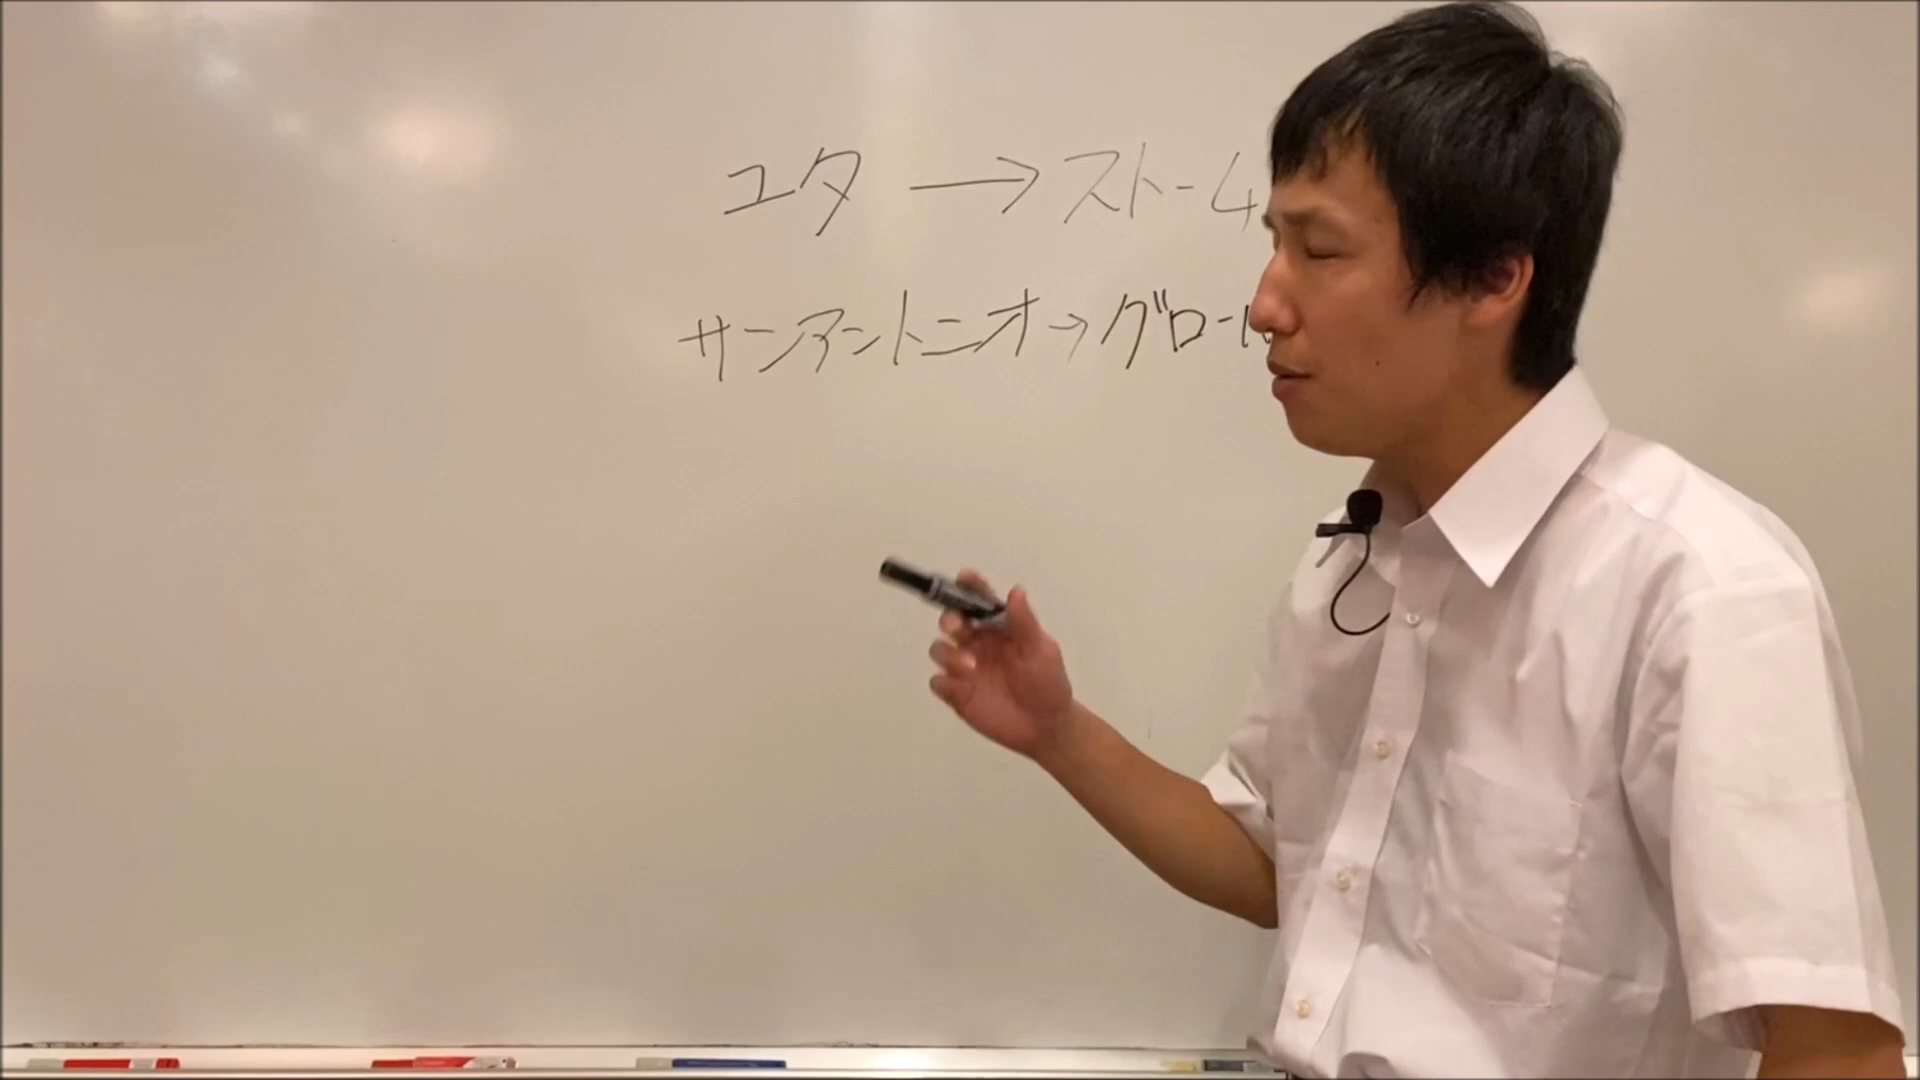 ユタ → ストーム
サンアントニオ→グロー